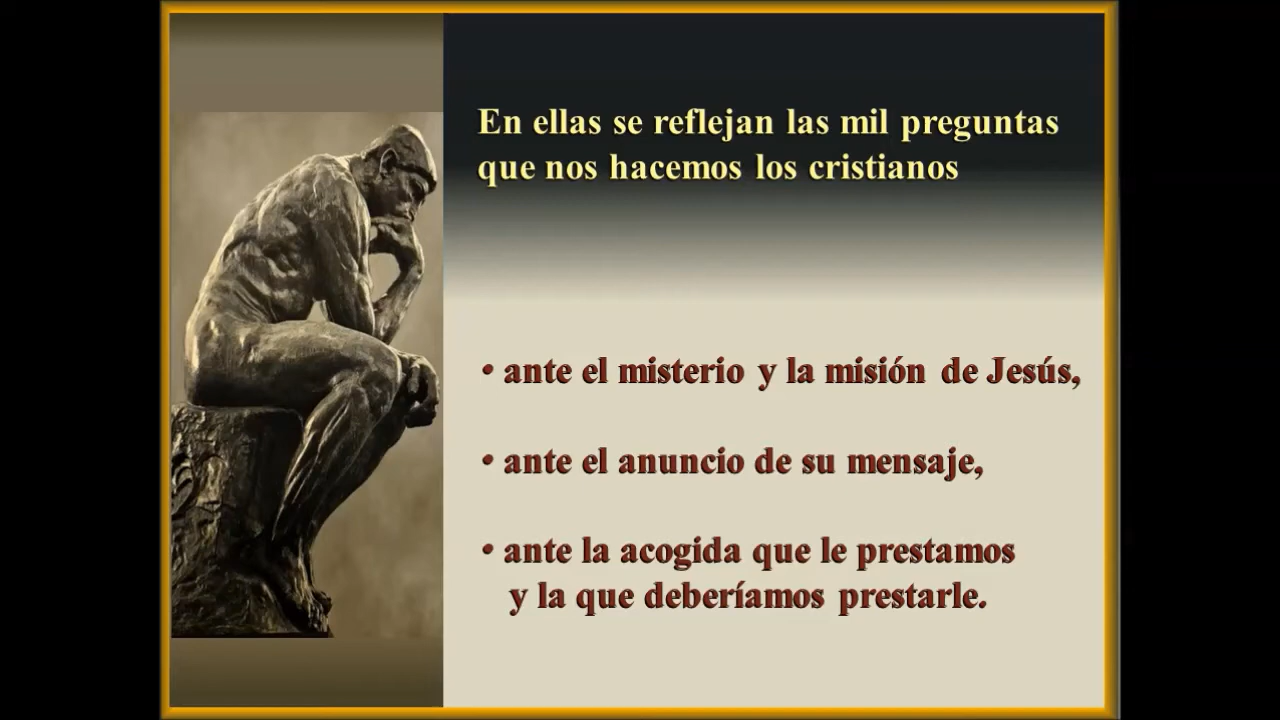 En ellas se reflejan las mil preguntas
que nos hacemos los cristianos
• ante el misterio y la misión de Jesús,
• ante el anuncio de su mensaje,
• ante la acogida que le prestamos
y la que deberíamos prestarle.